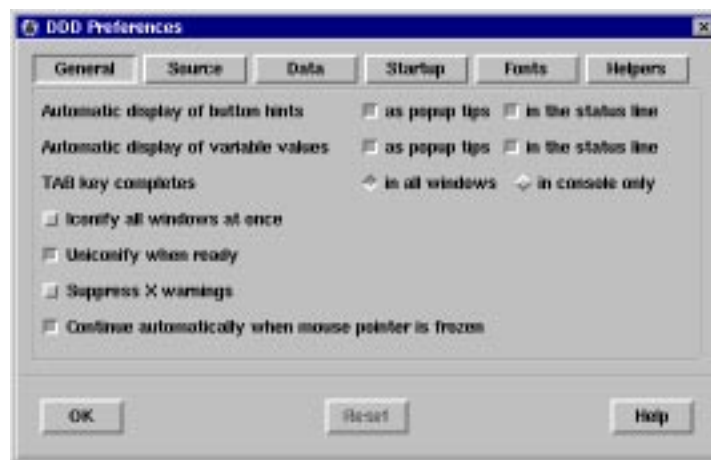 DDD Preferences
General Source Data Startup Fonts Helpers
Automatic display of button hints as popup tips in the status line
Automatic display of variable values as popup tips in the status line
TAB key completes in all windows in console only
Iconify all windows at once
Uniconify when ready
Suppress X warnings
Continue automatically when mouse pointer is frozen
OK Reset Help